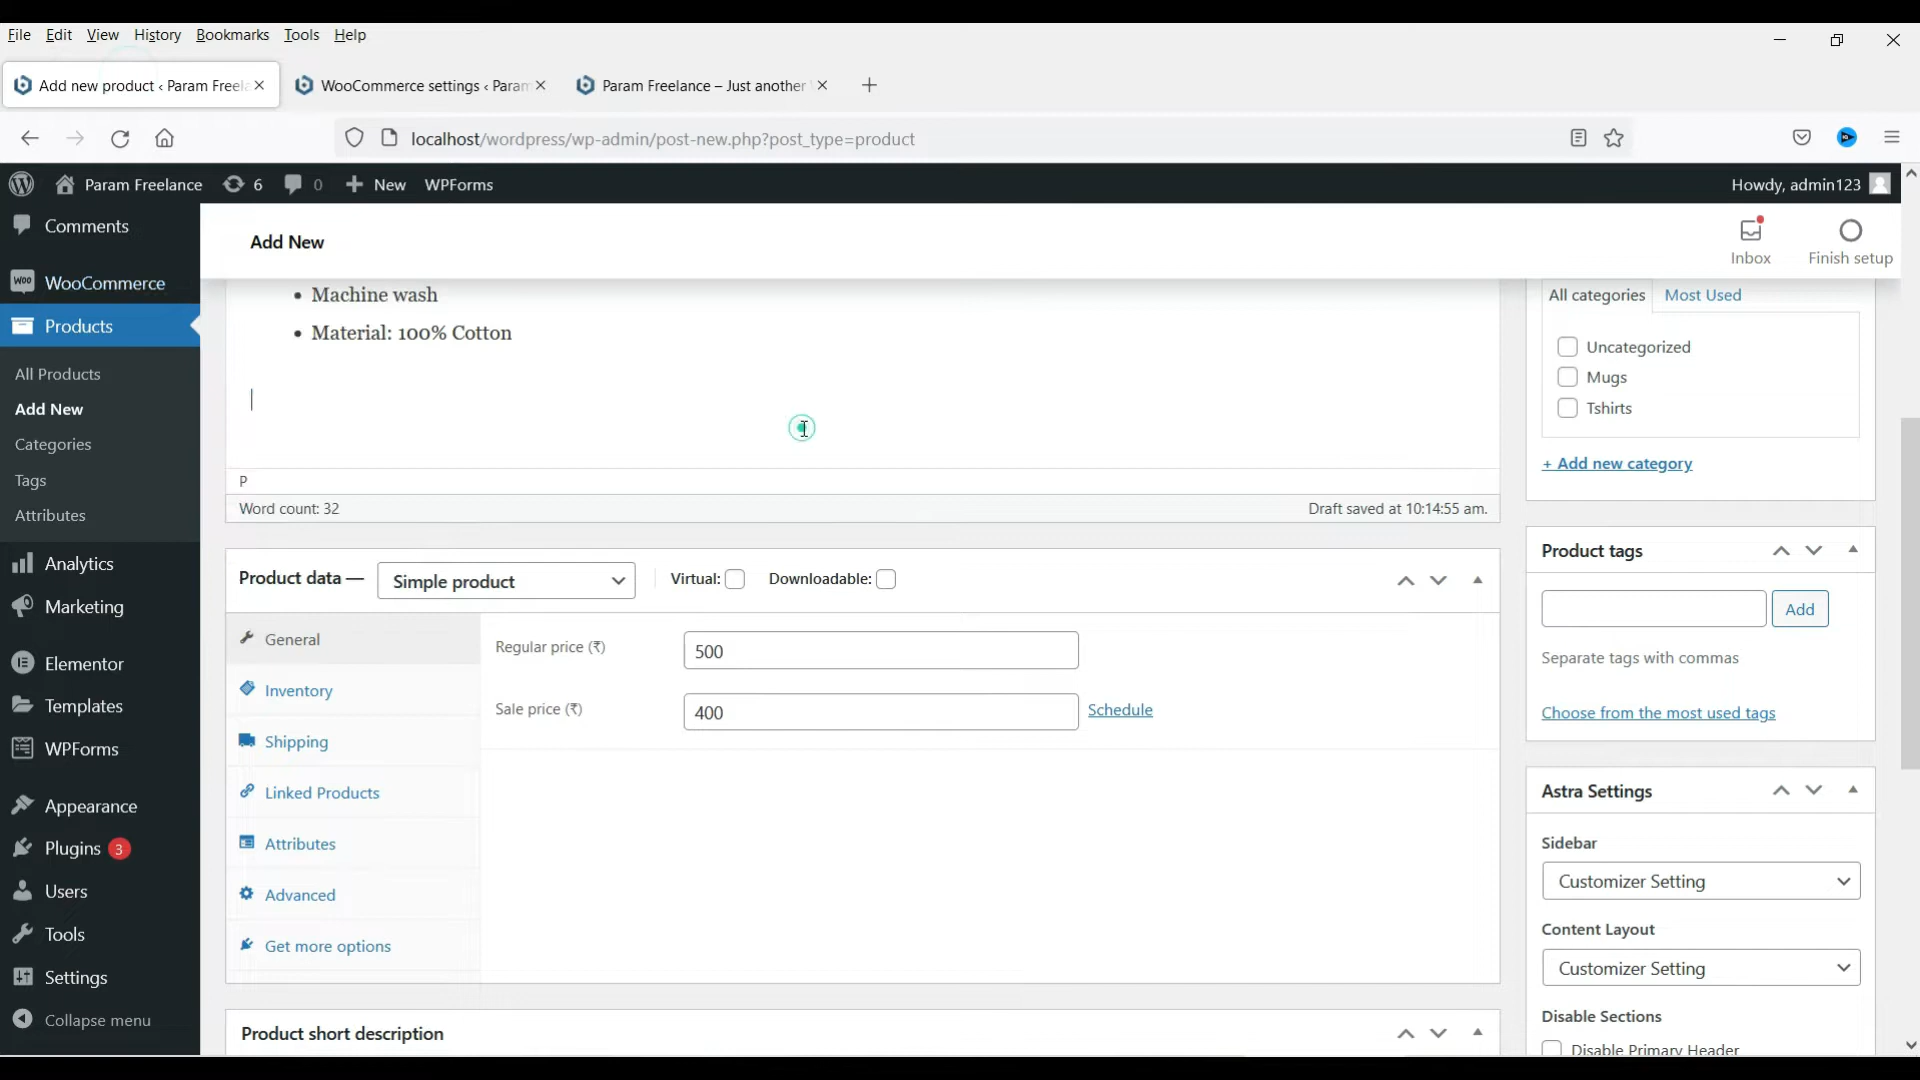 File Edit View History Bookmarks Tools Help
Add new product ‹ Param Freela
WooCommerce settings ‹ Param
Param Freelance – Just another
localhost/wordpress/wp-admin/post-new.php?post_type=product
Param Freelance 6 0 New WPForms
Howdy, admin123
Comments
WooCommerce
Products
All Products
Add New
Categories
Tags
Attributes
Analytics
Marketing
Elementor
Templates
WPForms
Appearance
Plugins 3
Users
Tools
Settings
Collapse menu
Add New
Inbox
Finish setup
• Machine wash
• Material: 100% Cotton
P
Word count: 32
Draft saved at 10:14:55 am.
Product data —
Simple product
Virtual:
Downloadable:
General
Inventory
Shipping
Linked Products
Attributes
Advanced
Get more options
Regular price (₹)
500
Sale price (₹)
400
Schedule
Product short description
All categories
Most Used
Uncategorized
Mugs
Tshirts
+ Add new category
Product tags
Add
Separate tags with commas
Choose from the most used tags
Astra Settings
Sidebar
Customizer Setting
Content Layout
Customizer Setting
Disable Sections
Disable Primary Header